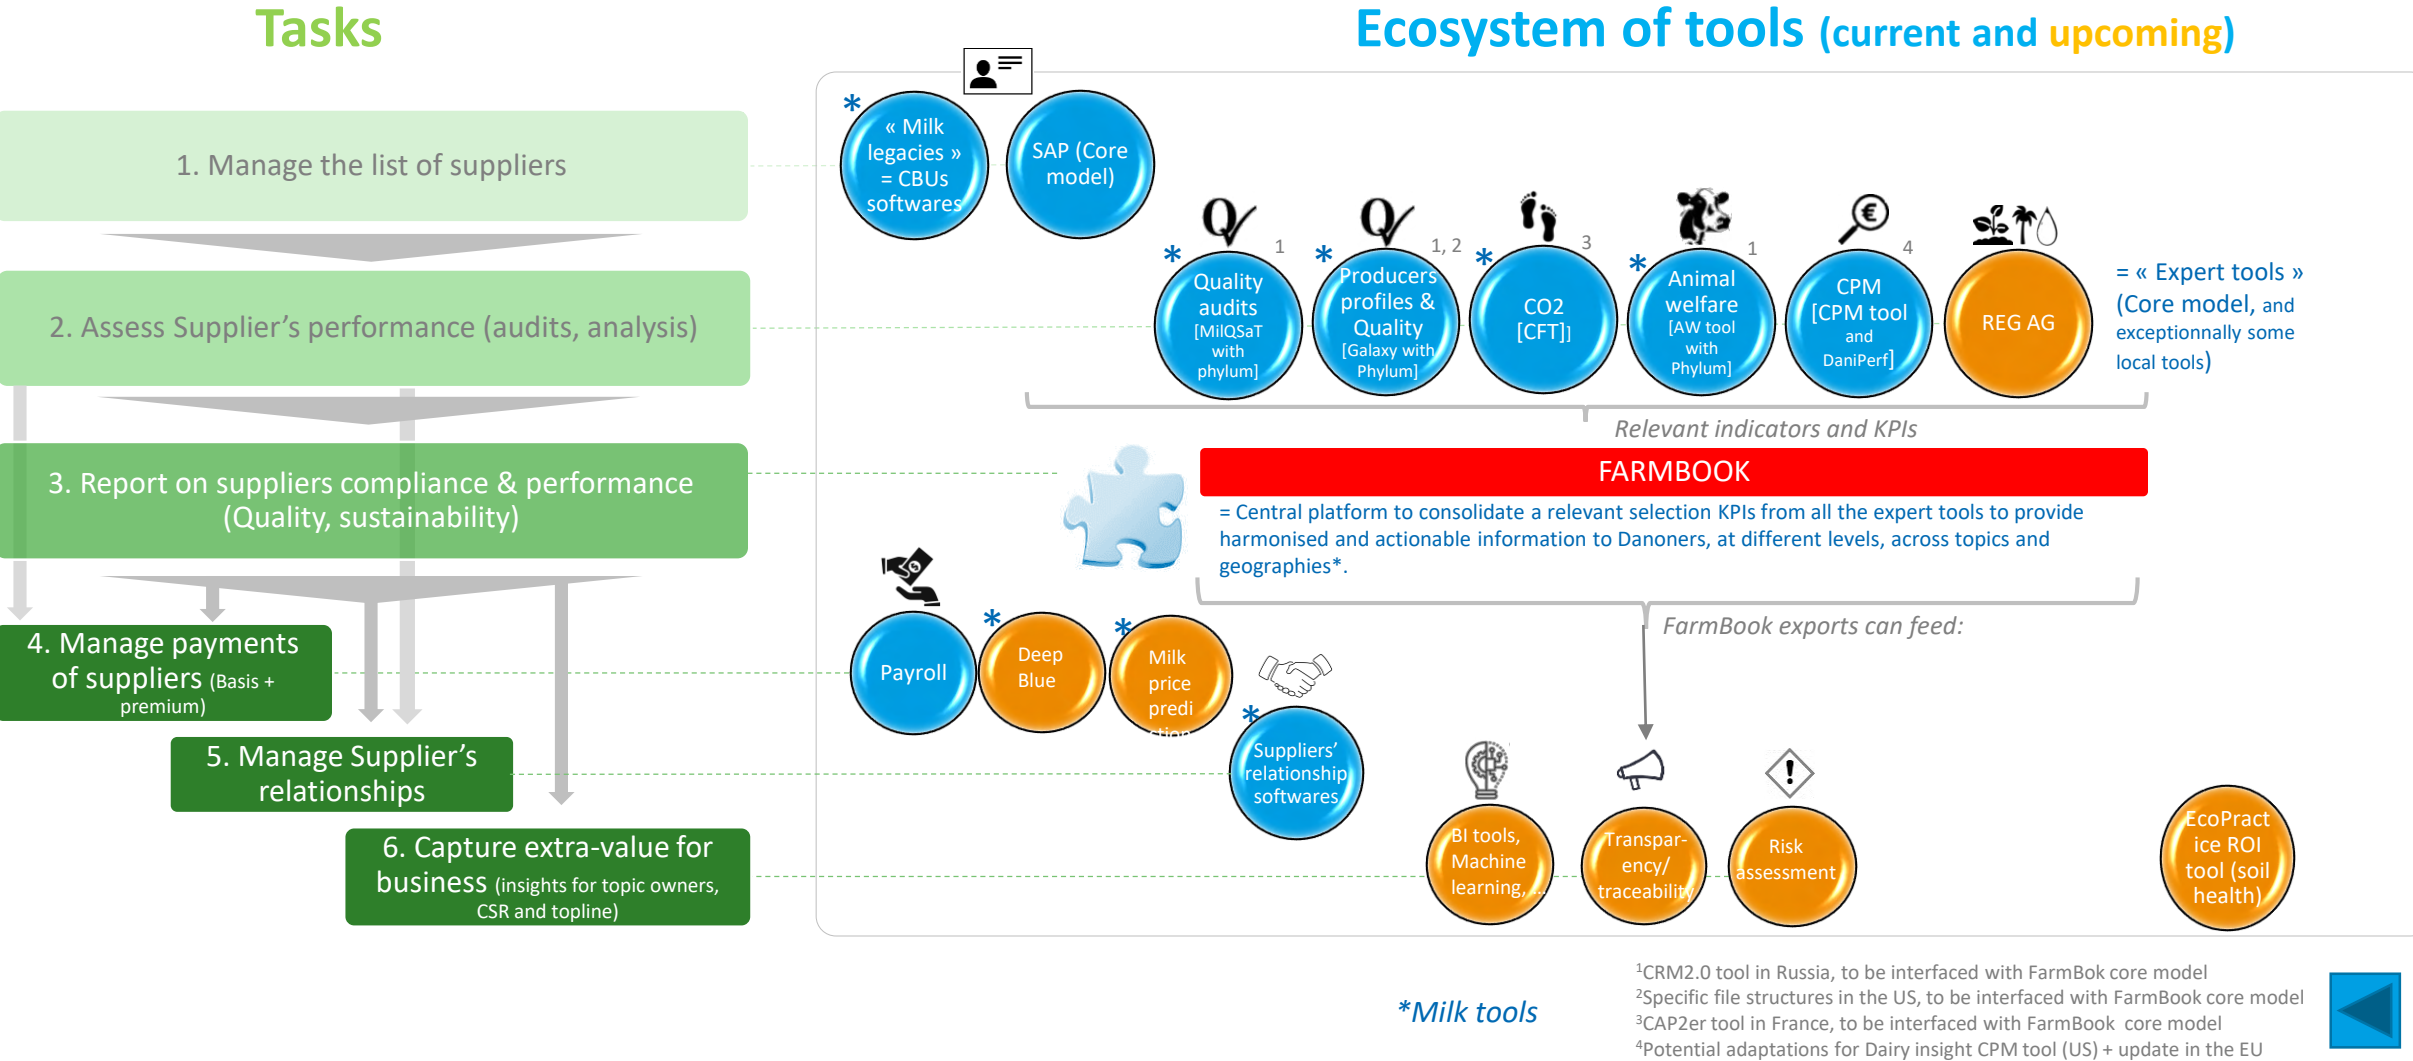 Tasks
Ecosystem of tools (current and upcoming)
1. Manage the list of suppliers
2. Assess Supplier's performance (audits, analysis)
3. Report on suppliers compliance & performance
(Quality, sustainability)
4. Manage payments
of suppliers (Basis +
premium)
5. Manage Supplier's
relationships
6. Capture extra-value for
business (insights for topic owners,
CSR and topline)
*
« Milk
legacies »
= CBUs
softwares
SAP (Core
model)
*
1
Quality
audits
[MilQSaT
with
phylum]
*
1, 2
Producers
profiles &
Quality
[Galaxy with
Phylum]
*
3
CO2
[CFT]]
*
1
Animal
welfare
[AW tool
with
Phylum]
4
CPM
[CPM tool
and
DaniPerf]
REG AG
= « Expert tools »
(Core model, and
exceptionnally some
local tools)
Relevant indicators and KPIs
FARMBOOK
= Central platform to consolidate a relevant selection KPIs from all the expert tools to provide
harmonised and actionable information to Danoners, at different levels, across topics and
geographies*.
FarmBook exports can feed:
Payroll
*
Deep
Blue
*
Milk
price
predi
ction
*
Suppliers'
relationship
softwares
BI tools,
Machine
learning, ...
Transpar-
ency/
traceability
Risk
assessment
EcoPract
ice ROI
tool (soil
health)
*Milk tools
1CRM2.0 tool in Russia, to be interfaced with FarmBok core model
2Specific file structures in the US, to be interfaced with FarmBook core model
3CAP2er tool in France, to be interfaced with FarmBook core model
4Potential adaptations for Dairy insight CPM tool (US) + update in the EU